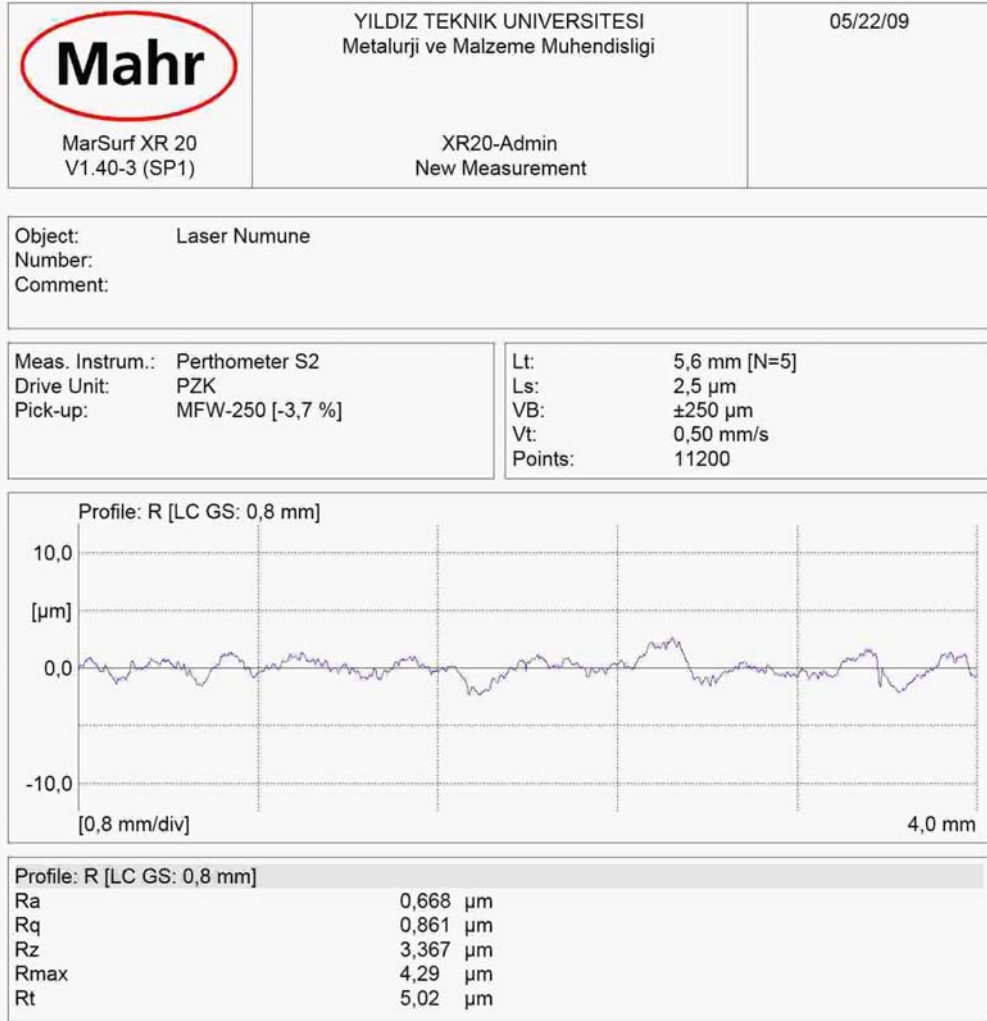 Mahr
MarSurf XR 20
V1.40-3 (SP1)
YILDIZ TEKNIK UNIVERSITESI
Metalurji ve Malzeme Muhendisligi
XR20-Admin
New Measurement
05/22/09
Object: Laser Numune
Number:
Comment:
Meas. Instrum.: Perthometer S2
Drive Unit: PZK
Pick-up: MFW-250 [-3,7 %]
Lt: 5,6 mm [N=5]
Ls: 2,5 µm
VB: ±250 µm
Vt: 0,50 mm/s
Points: 11200
Profile: R [LC GS: 0,8 mm]
10,0
[µm]
0,0
-10,0
[0,8 mm/div] 4,0 mm
Profile: R [LC GS: 0,8 mm]
Ra 0,668 µm
Rq 0,861 µm
Rz 3,367 µm
Rmax 4,29 µm
Rt 5,02 µm